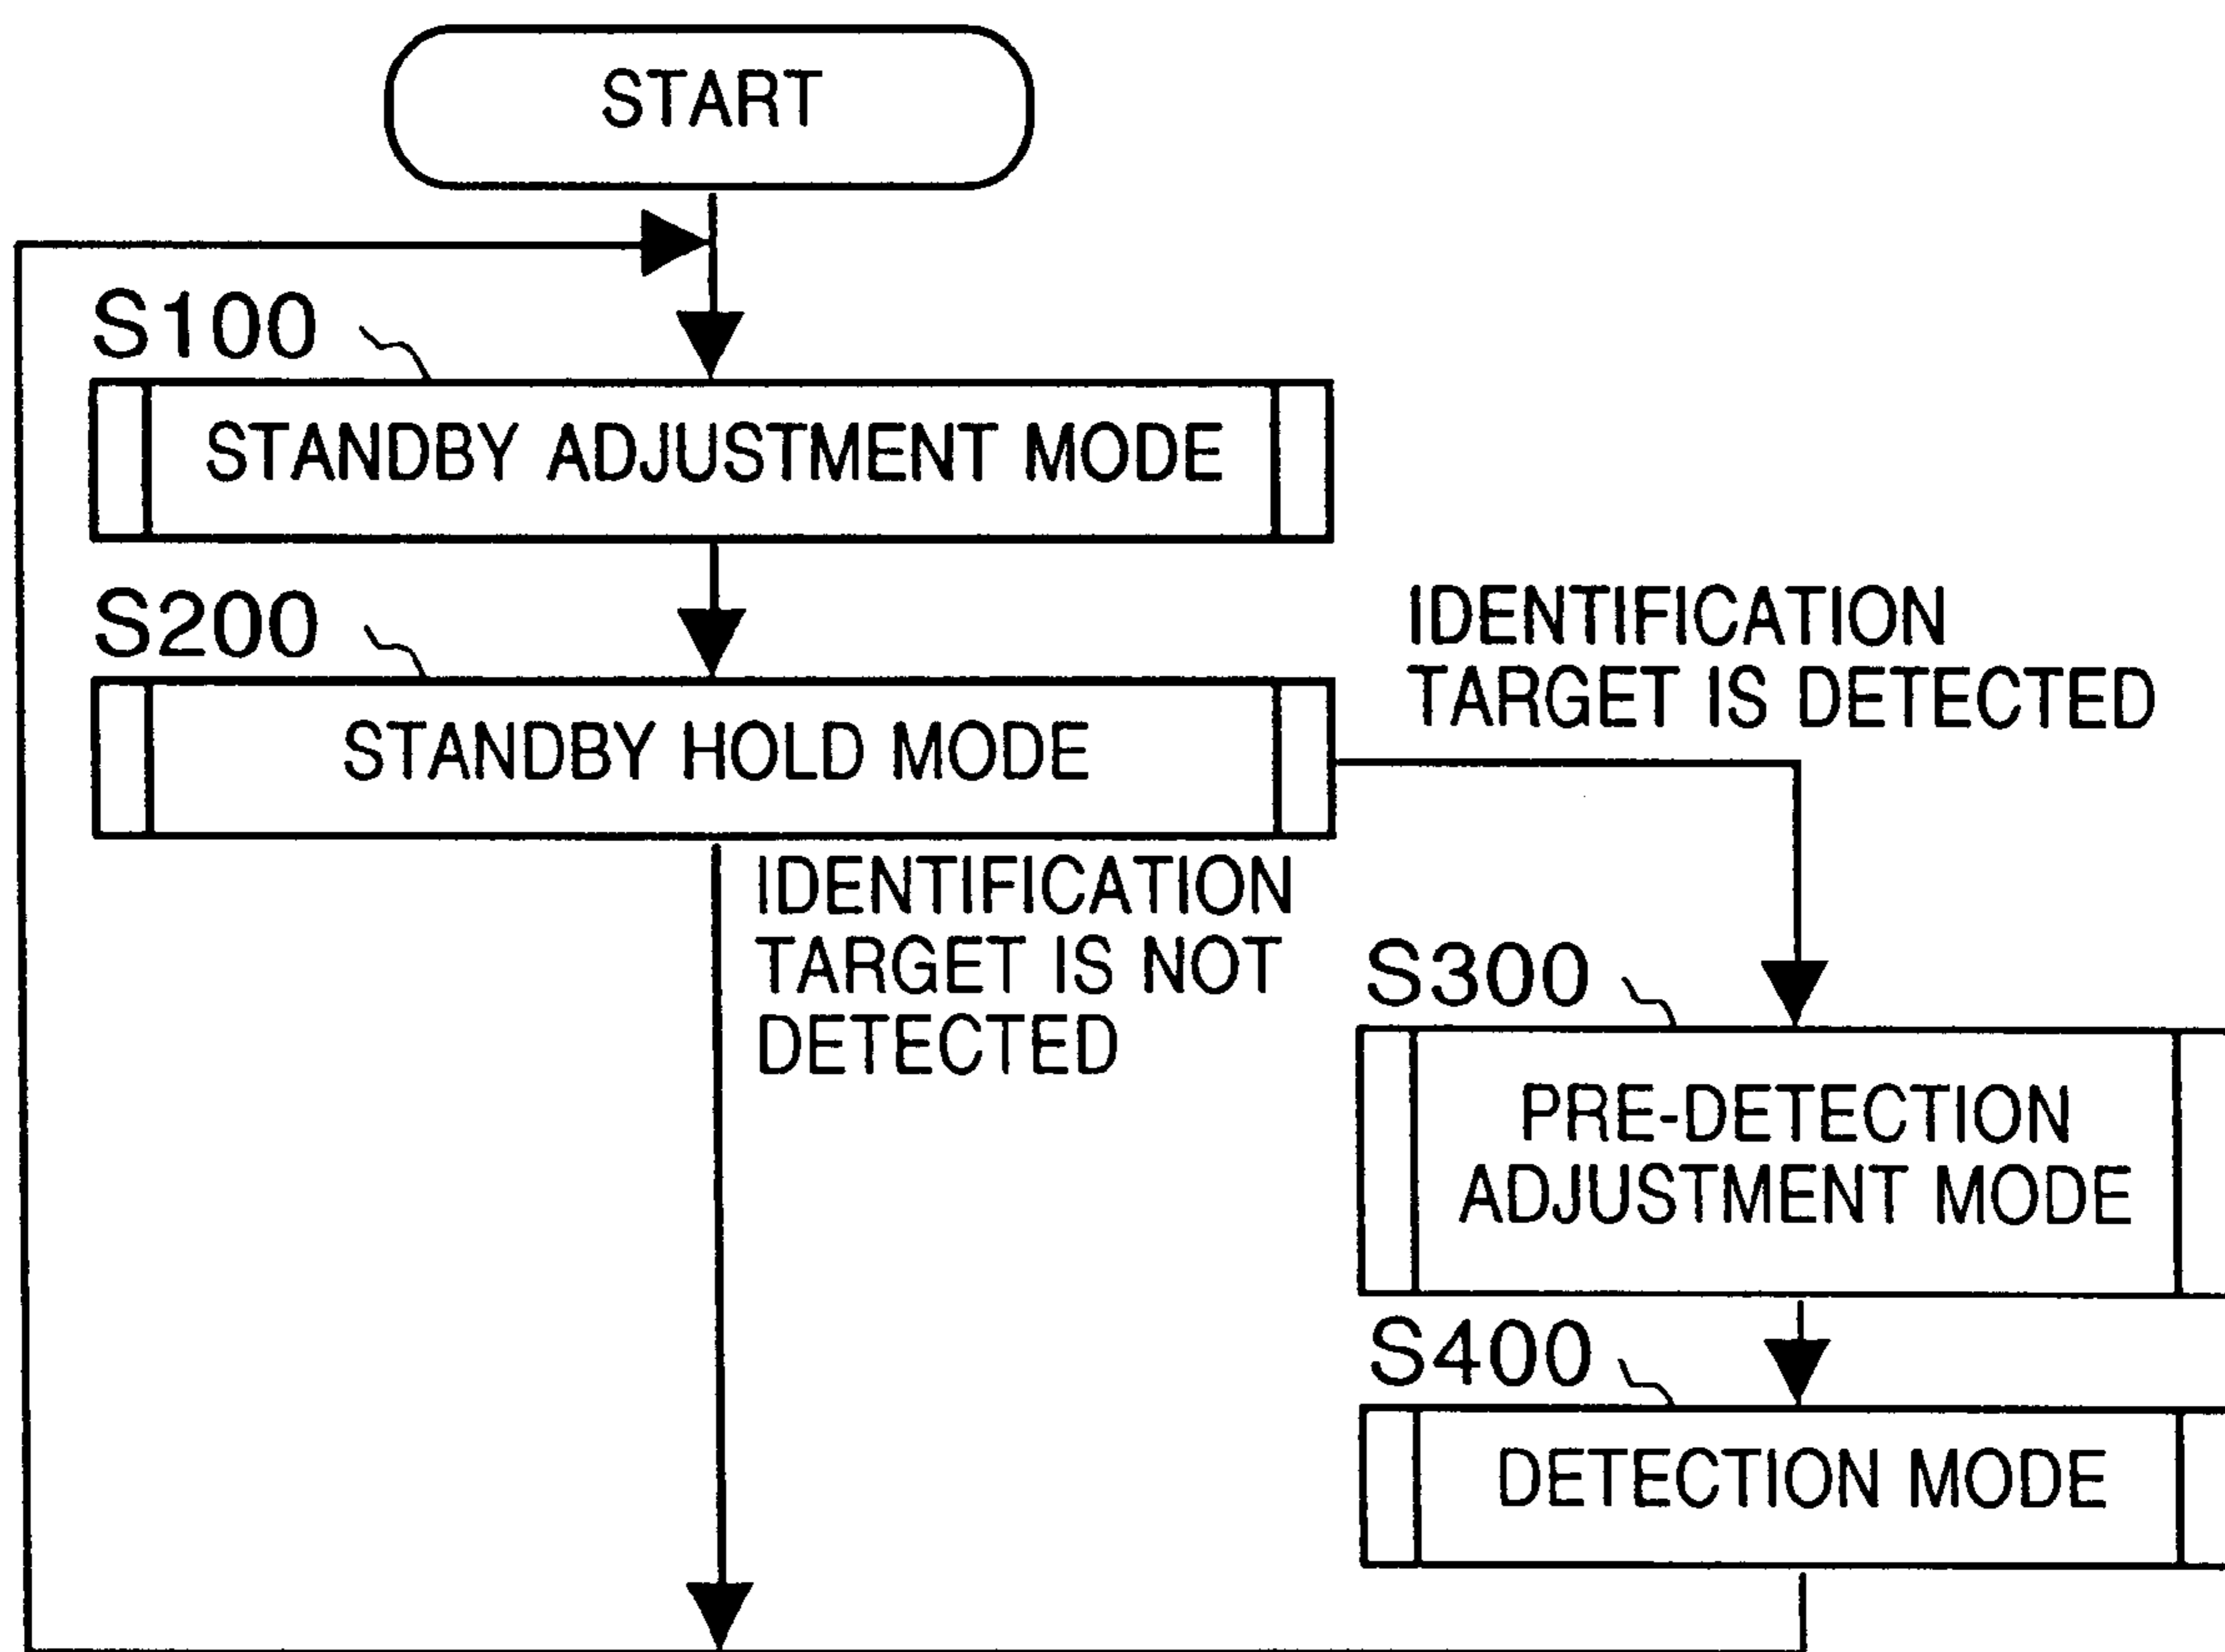 START
S100
STANDBY ADJUSTMENT MODE
S200
STANDBY HOLD MODE
IDENTIFICATION
TARGET IS DETECTED
IDENTIFICATION
TARGET IS NOT
DETECTED
S300
PRE-DETECTION
ADJUSTMENT MODE
S400
DETECTION MODE